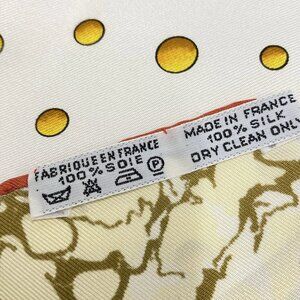 FABRIQUE EN FRANCE
100% SOIE
MADE IN FRANCE
100% SILK
DRY CLEAN ONLY